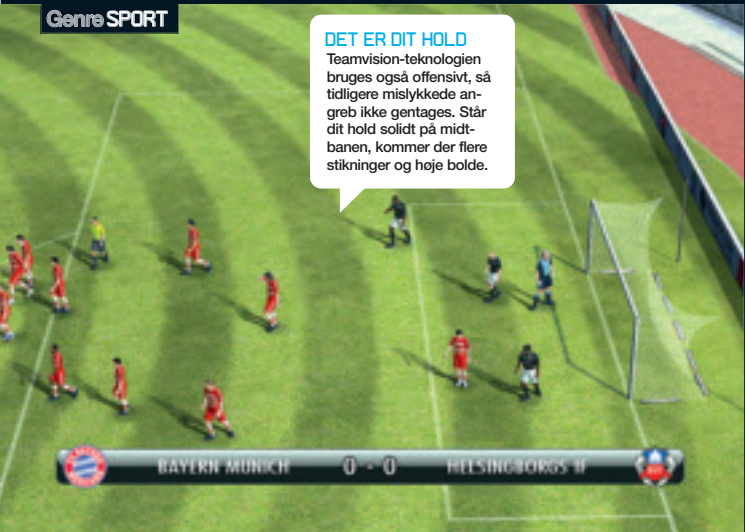 Genre SPORT
DET ER DIT HOLD
Teamvision-teknologien
bruges også offensivt, så
tidligere mislykkede an-
greb ikke gentages. Står
dit hold solidt på midt-
banen, kommer der flere
stikninger og høje bolde.
BAYERN MUNICH 0 - 0 HELSINGBORGS IF